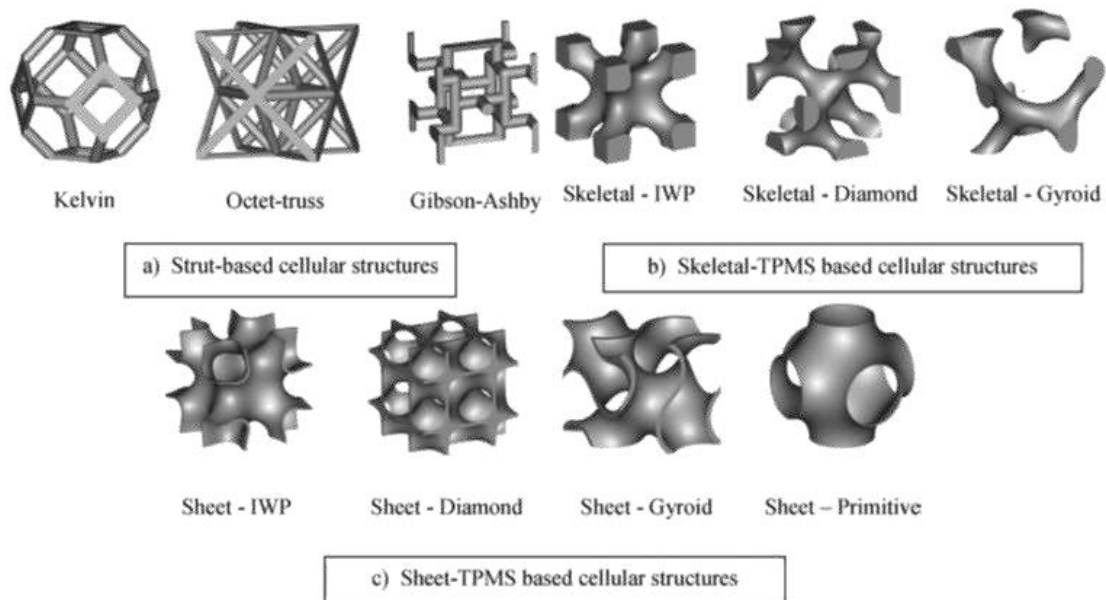 Kelvin
Octet-truss
Gibson-Ashby
Skeletal - IWP
Skeletal - Diamond
Skeletal - Gyroid
a) Strut-based cellular structures
b) Skeletal-TPMS based cellular structures
Sheet - IWP
Sheet - Diamond
Sheet - Gyroid
Sheet – Primitive
c) Sheet-TPMS based cellular structures